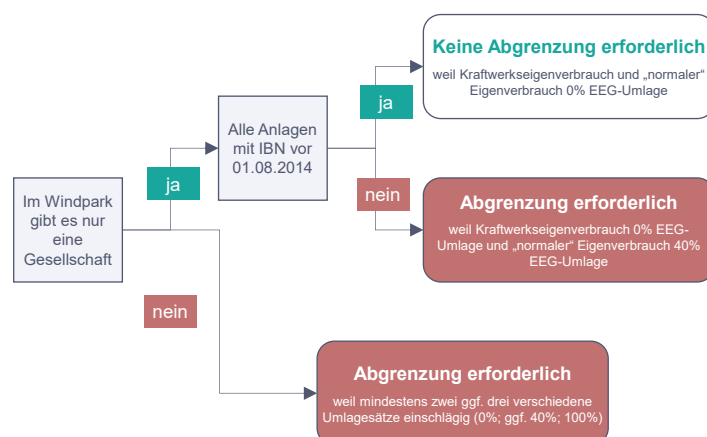 Im Windpark
gibt es nur
eine
Gesellschaft
ja
nein
Alle Anlagen
mit IBN vor
01.08.2014
ja
nein
Keine Abgrenzung erforderlich
weil Kraftwerkseigenverbrauch und „normaler“
Eigenverbrauch 0% EEG-Umlage
Abgrenzung erforderlich
weil Kraftwerkseigenverbrauch 0% EEG-
Umlage und „normaler“ Eigenverbrauch 40%
EEG-Umlage
Abgrenzung erforderlich
weil mindestens zwei ggf. drei verschiedene
Umlagesätze einschlägig (0%; ggf. 40%; 100%)